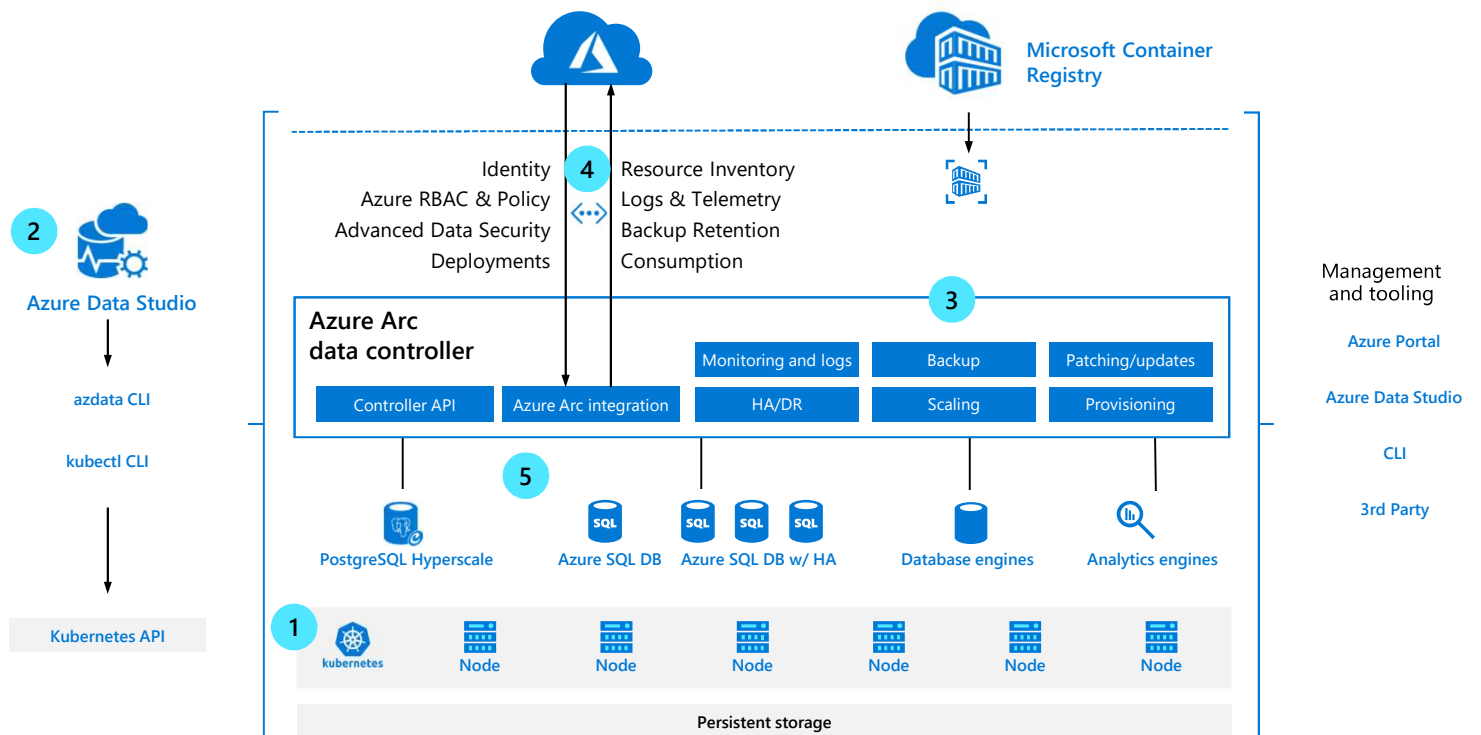 Microsoft Container
Registry
2
Azure Data Studio
azdata CLI
kubectl CLI
Kubernetes API
Identity
Azure RBAC & Policy
Advanced Data Security
Deployments
4
Resource Inventory
Logs & Telemetry
Backup Retention
Consumption
3
Azure Arc
data controller
Monitoring and logs
Backup
Patching/updates
Controller API
Azure Arc integration
HA/DR
Scaling
Provisioning
5
PostgreSQL Hyperscale
SQL
Azure SQL DB
SQL
SQL
SQL
Azure SQL DB w/ HA
Database engines
Analytics engines
1
kubernetes
Node
Node
Node
Node
Node
Node
Persistent storage
Management
and tooling
Azure Portal
Azure Data Studio
CLI
3rd Party